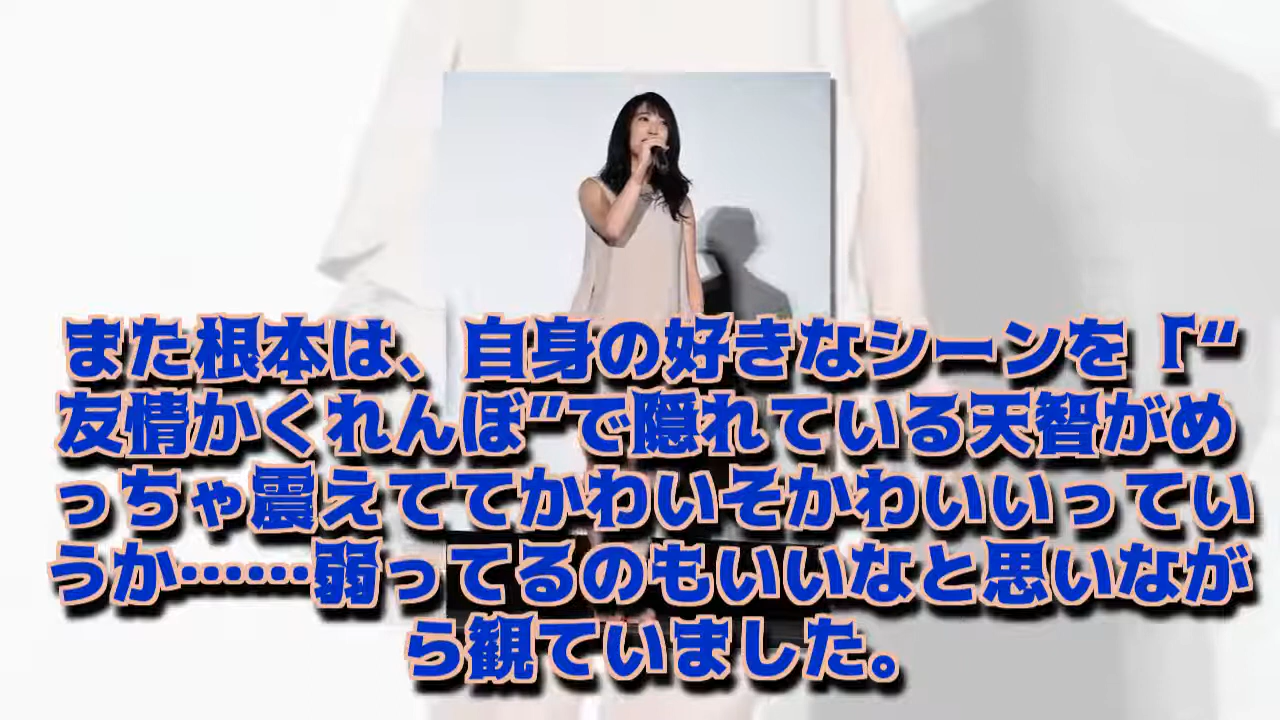 また根本は、自身の好きなシーンを「“
友情かくれんぼ”で隠れている天智がめ
っちゃ震えててかわいそかわいいってい
うか……弱ってるのもいいなと思いなが
ら観ていました。